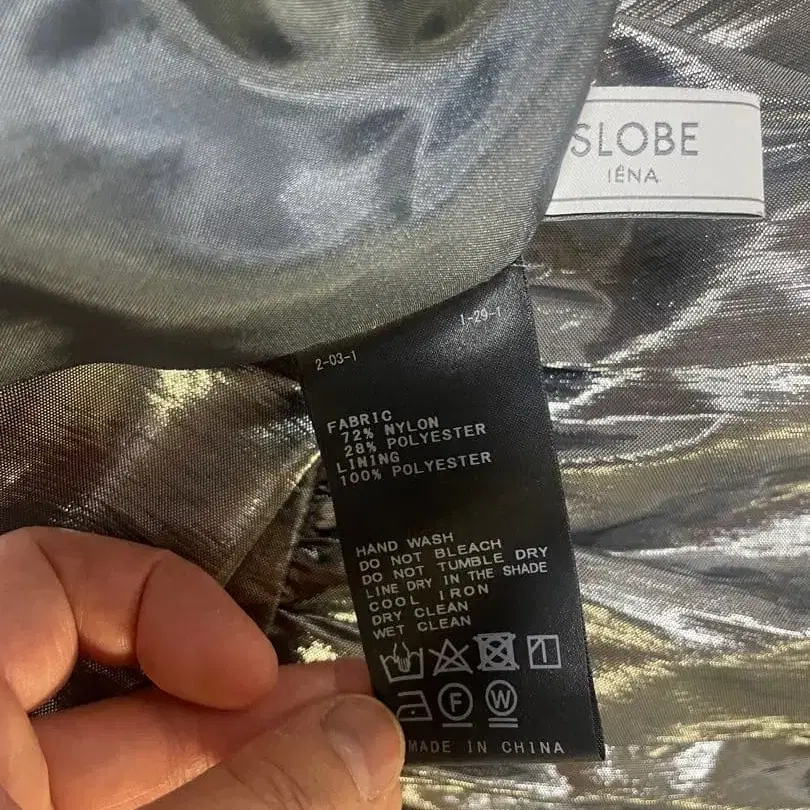 SLOBE
IÉNA
1-29-1
2-03-1
FABRIC
72% NYLON
28% POLYESTER
LINING
100% POLYESTER
HAND WASH
DO NOT BLEACH
DO NOT TUMBLE DRY
LINE DRY IN THE SHADE
COOL IRON
DRY CLEAN
WET CLEAN
F W
MADE IN CHINA